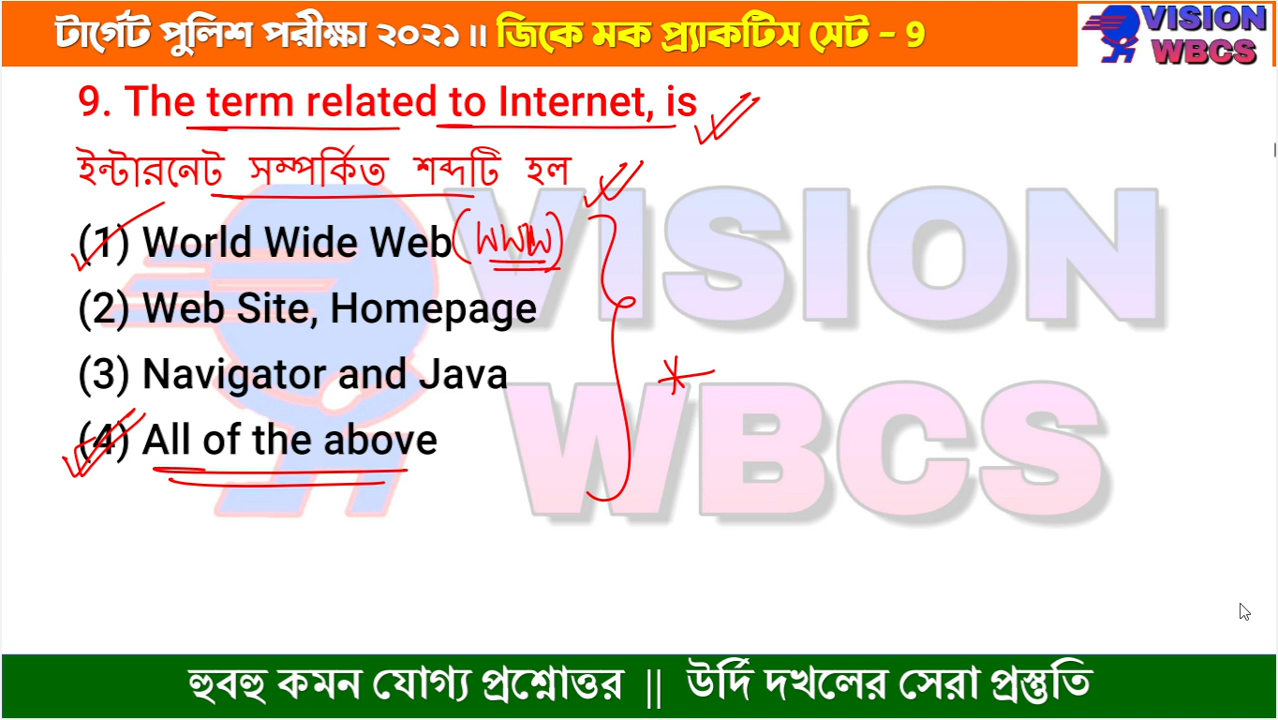 টার্গেট পুলিশ পরীক্ষা ২০২১ ॥ জিকে মক প্র্যাকটিস সেট - 9
VISION
WBCS
9. The term related to Internet, is
ইন্টারনেট সম্পর্কিত শব্দটি হল
(1) World Wide Web (WWW)
(2) Web Site, Homepage
(3) Navigator and Java
(4) All of the above
VISION
WBCS
হুবহু কমন যোগ্য প্রশ্নোত্তর || উর্দি দখলের সেরা প্রস্তুতি